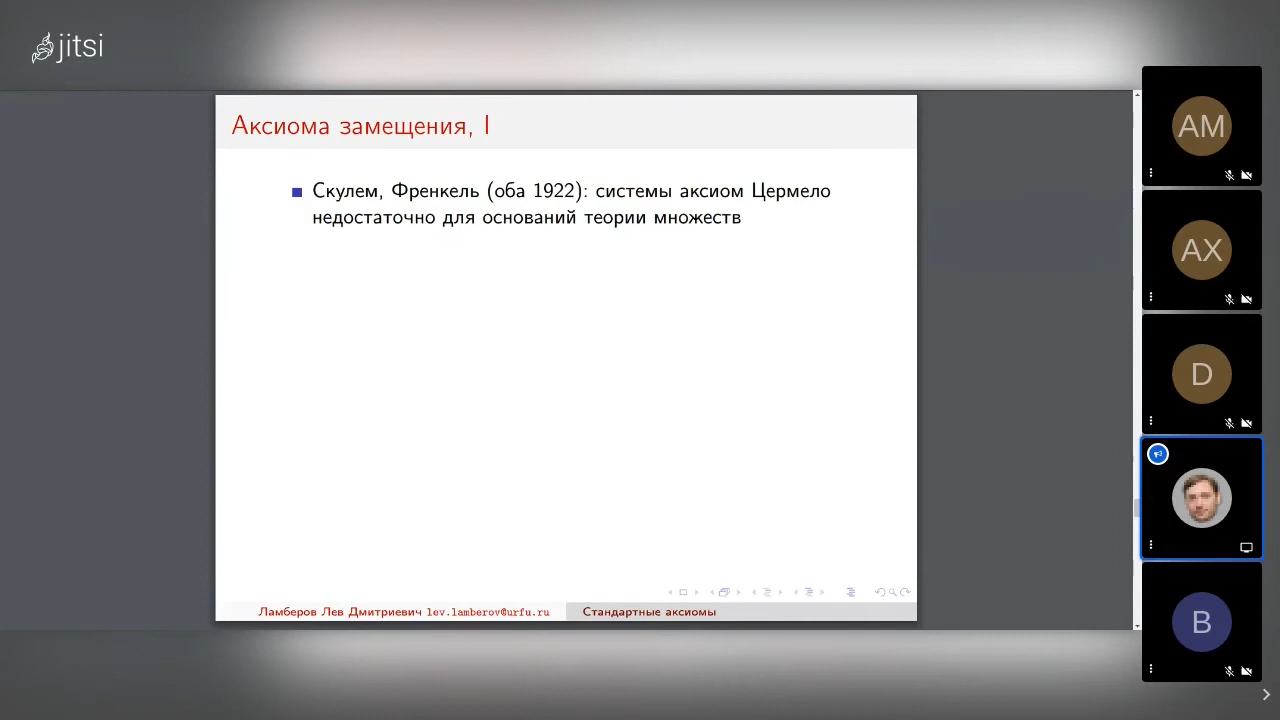 jitsi
Аксиома замещения, I
Скулем, Френкель (оба 1922): системы аксиом Цермело
недостаточно для оснований теории множеств
Ламберов Лев Дмитриевич lev.lamberov@urfu.ru
Стандартные аксиомы
AM
AX
D
B